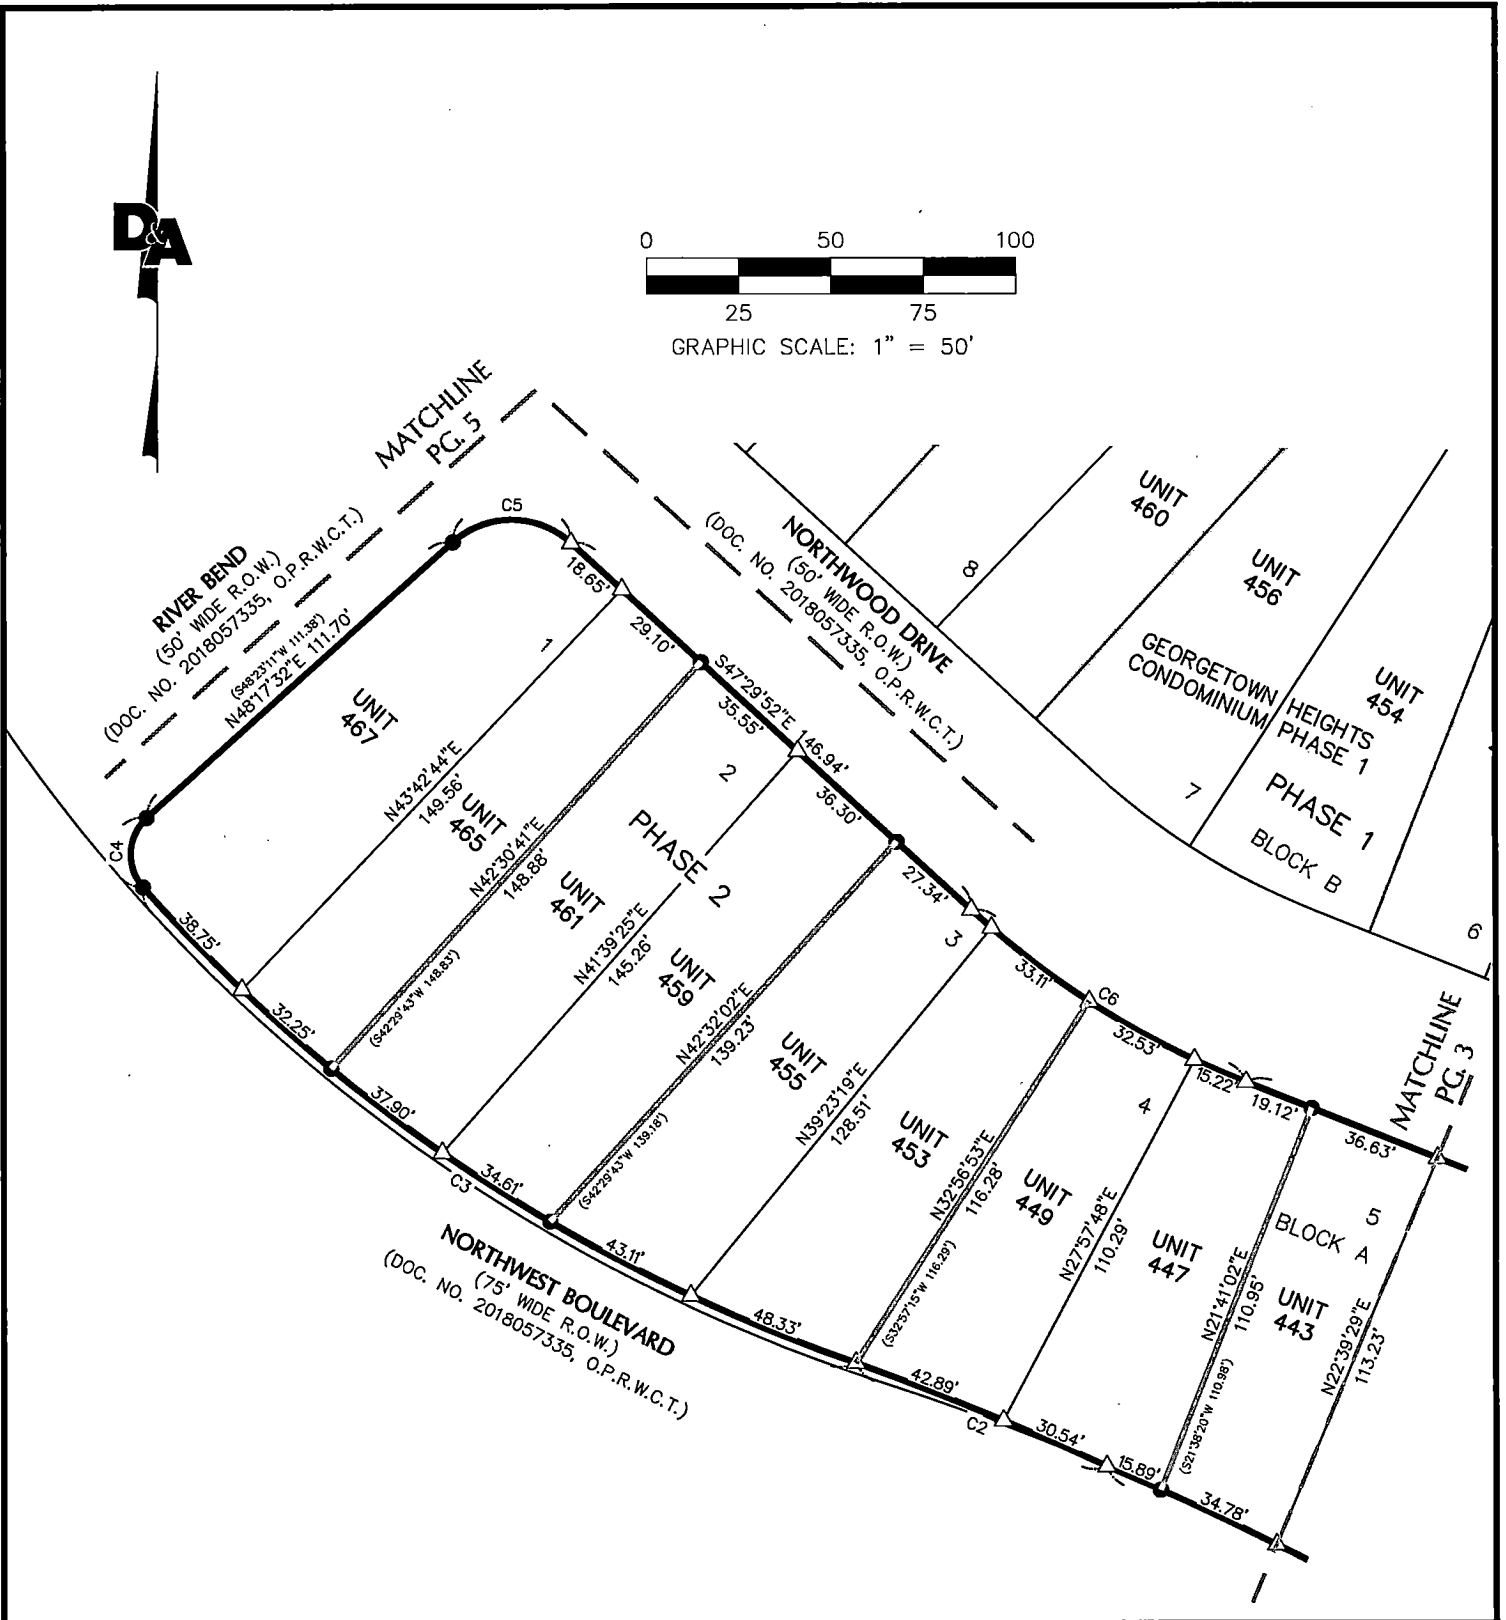 D&A
0 50 100
25 75
GRAPHIC SCALE: 1" = 50'
MATCHLINE
PG. 5
RIVER BEND
(50' WIDE R.O.W.)
(DOC. NO. 2018057335, O.P.R.W.C.T.)
(S48°23'11"W 111.38')
N48°17'32"E 111.70'
C5
18.65'
29.10'
S47°29'52"E 146.94'
35.55'
36.30'
27.34'
33.11'
C6
32.53'
15.22'
19.12'
36.63'
NORTHWOOD DRIVE
(50' WIDE R.O.W.)
(DOC. NO. 2018057335, O.P.R.W.C.T.)
UNIT
460
UNIT
456
UNIT
454
8
7
6
GEORGETOWN HEIGHTS
CONDOMINIUM PHASE 1
PHASE 1
BLOCK B
MATCHLINE
PG. 3
1
2
3
4
5
BLOCK A
PHASE 2
UNIT
467
N43°42'44"E
149.56'
UNIT
465
N42°30'41"E
148.88'
(S42°29'43"W 148.83')
UNIT
461
N41°39'25"E
145.26'
UNIT
459
N42°32'02"E
139.23'
(S42°29'43"W 139.18')
UNIT
455
N39°23'19"E
128.51'
UNIT
453
N32°56'53"E
116.28'
(S32°57'15"W 116.29')
UNIT
449
N27°57'48"E
110.29'
UNIT
447
N21°41'02"E
110.95'
(S21°38'20"W 110.98')
UNIT
443
N22°39'29"E
113.23'
C4
38.75'
32.25'
37.90'
C3
34.61'
43.11'
48.33'
42.89'
C2
30.54'
15.89'
34.78'
NORTHWEST BOULEVARD
(75' WIDE R.O.W.)
(DOC. NO. 2018057335, O.P.R.W.C.T.)